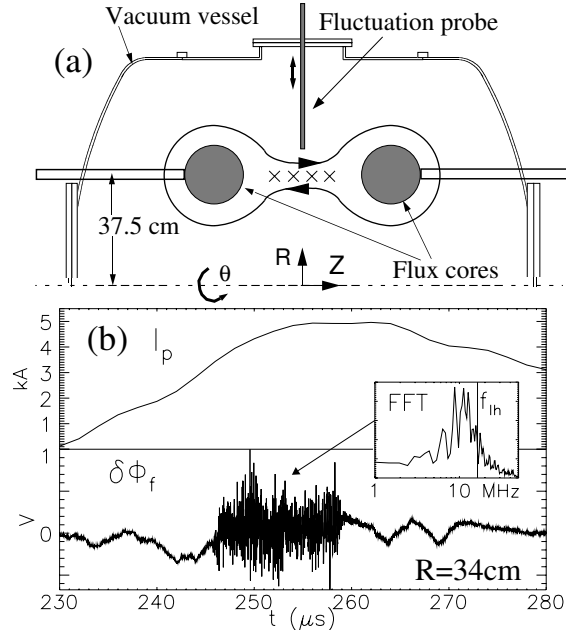 Vacuum vessel
Fluctuation probe
(a)
37.5 cm
R
Z
θ
Flux cores
(b)
I_p
kA
5
4
3
2
1
FFT
f_lh
1
10
MHz
δΦ_f
1
V
0
R=34cm
230
240
250
260
270
280
t (μs)